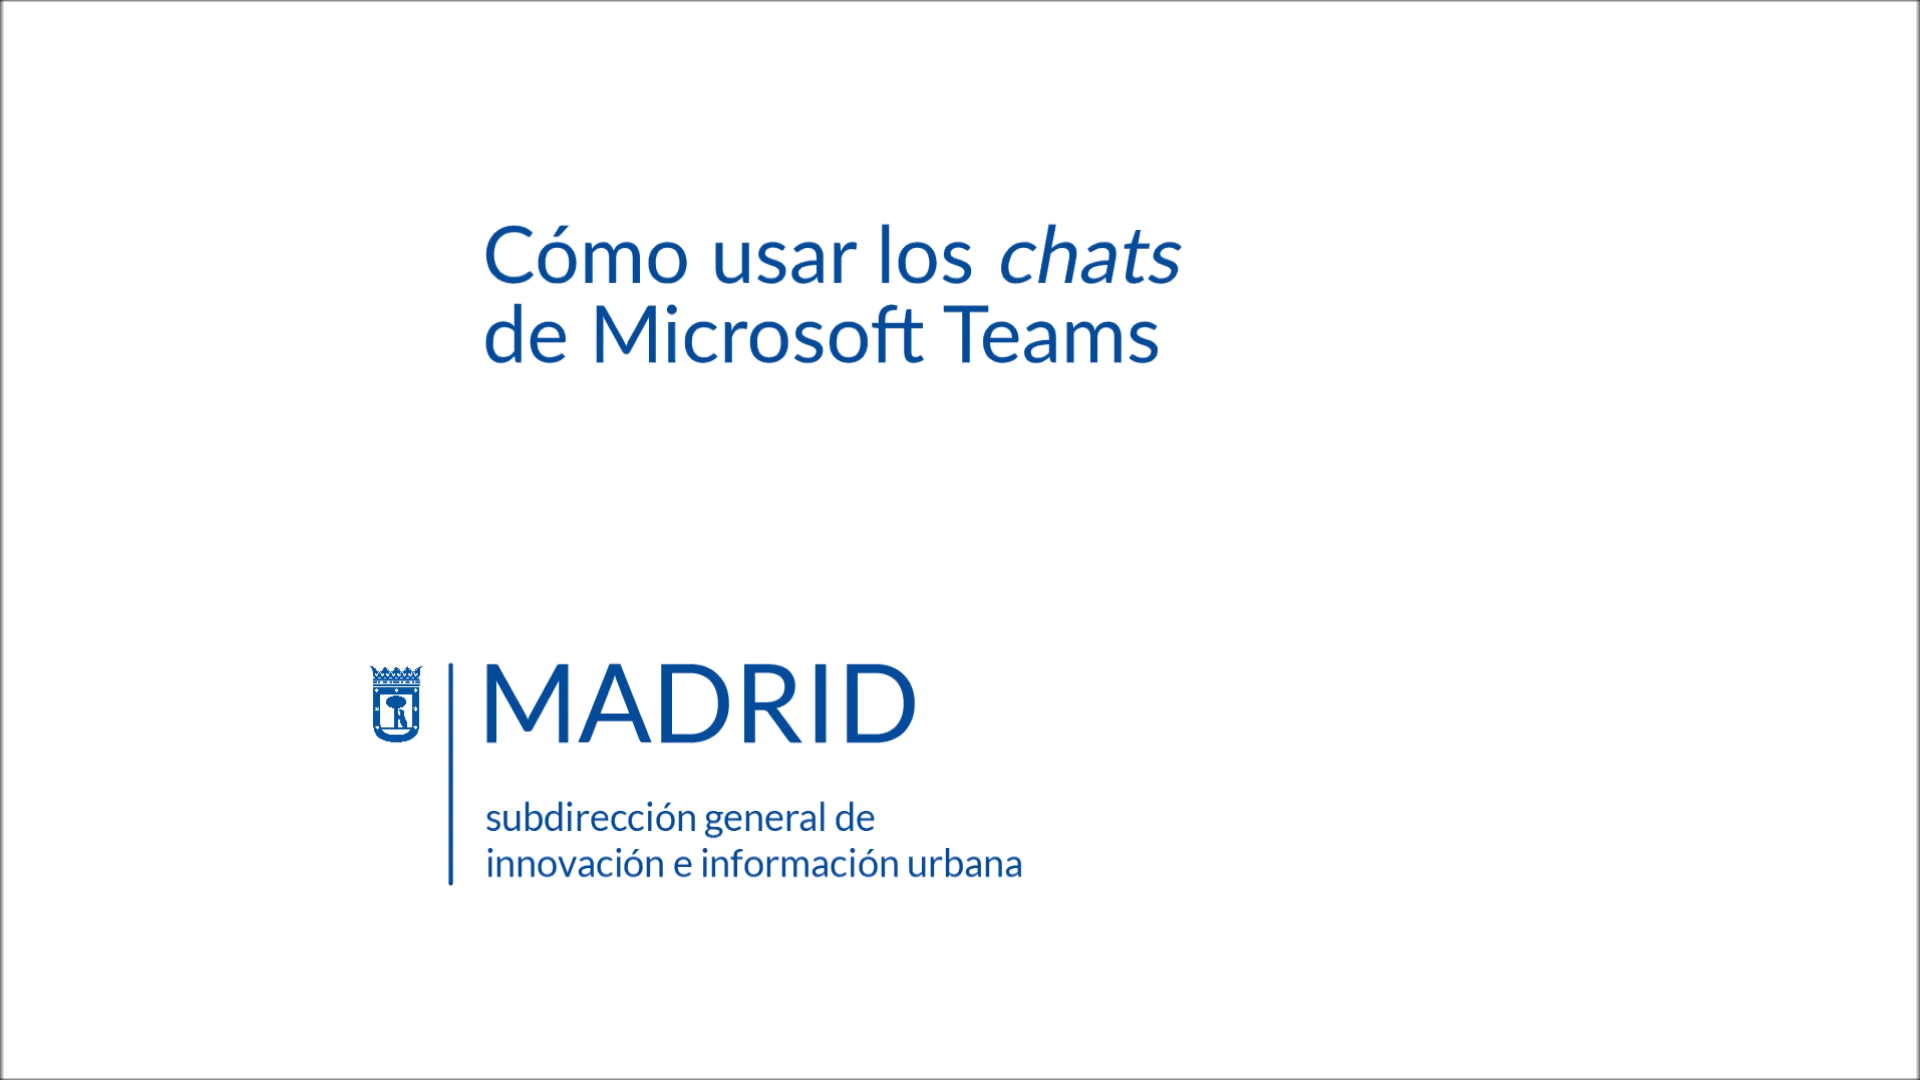 Cómo usar los chats
de Microsoft Teams
MADRID
subdirección general de
innovación e información urbana